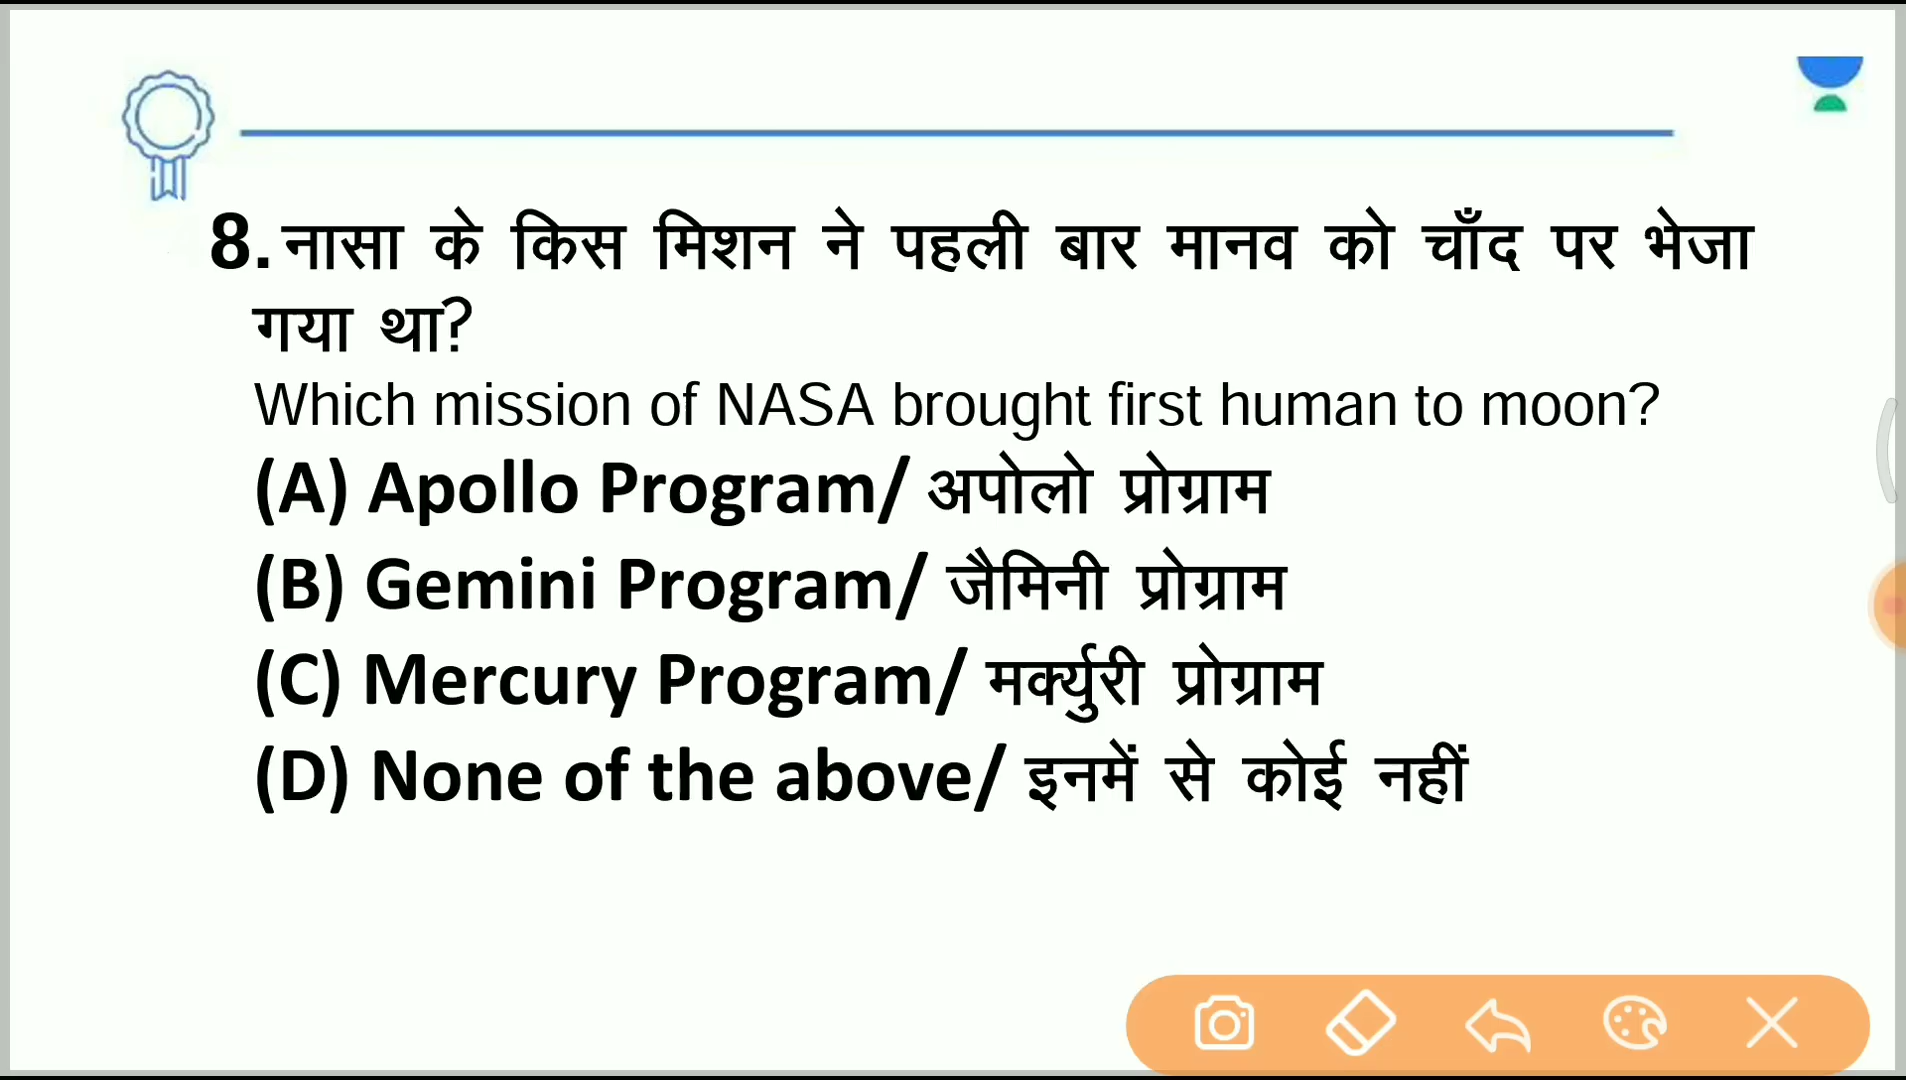 8. नासा के किस मिशन ने पहली बार मानव को चाँद पर भेजा
गया था?
Which mission of NASA brought first human to moon?
(A) Apollo Program/ अपोलो प्रोग्राम
(B) Gemini Program/ जैमिनी प्रोग्राम
(C) Mercury Program/ मर्क्युरी प्रोग्राम
(D) None of the above/ इनमें से कोई नहीं